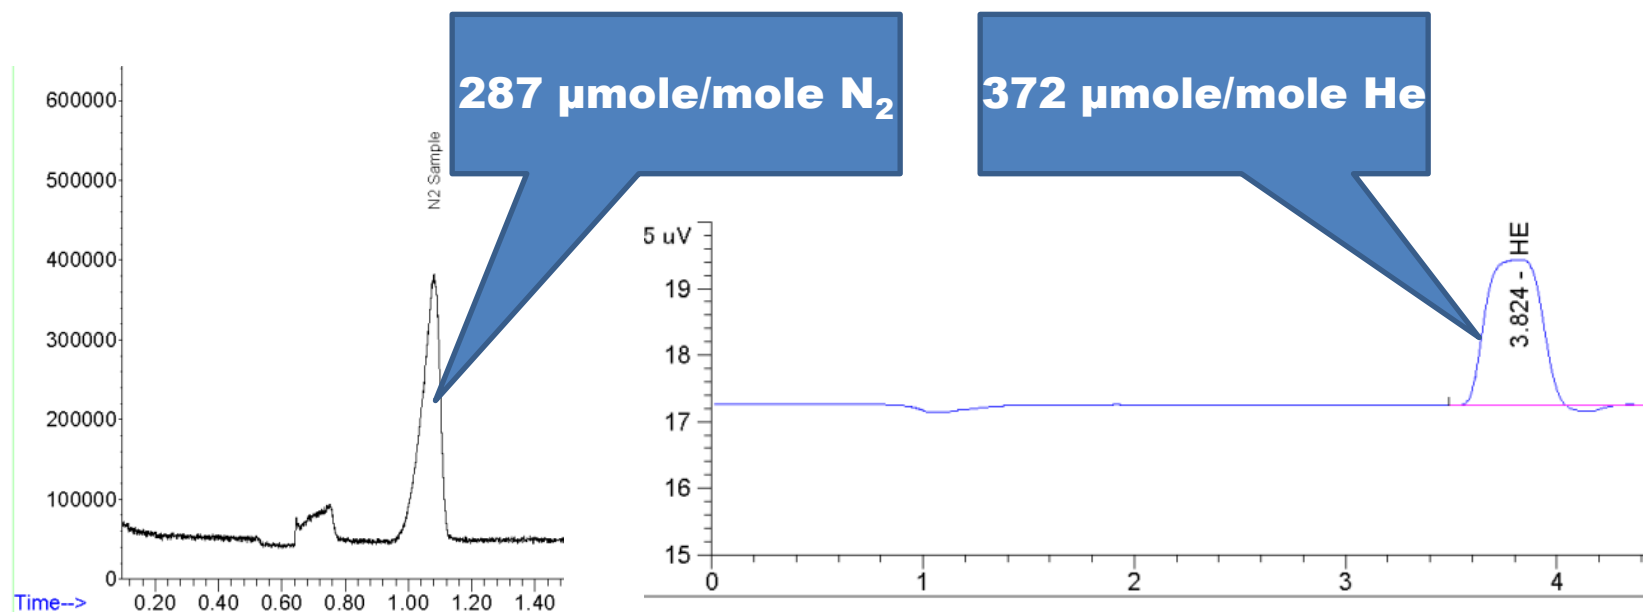 287 µmole/mole N₂
372 µmole/mole He
600000
500000
400000
300000
200000
100000
0
N2 Sample
0.20 0.40 0.60 0.80 1.00 1.20 1.40
Time-->
5 uV
19
18
17
16
15
3.824 - HE
0 1 2 3 4